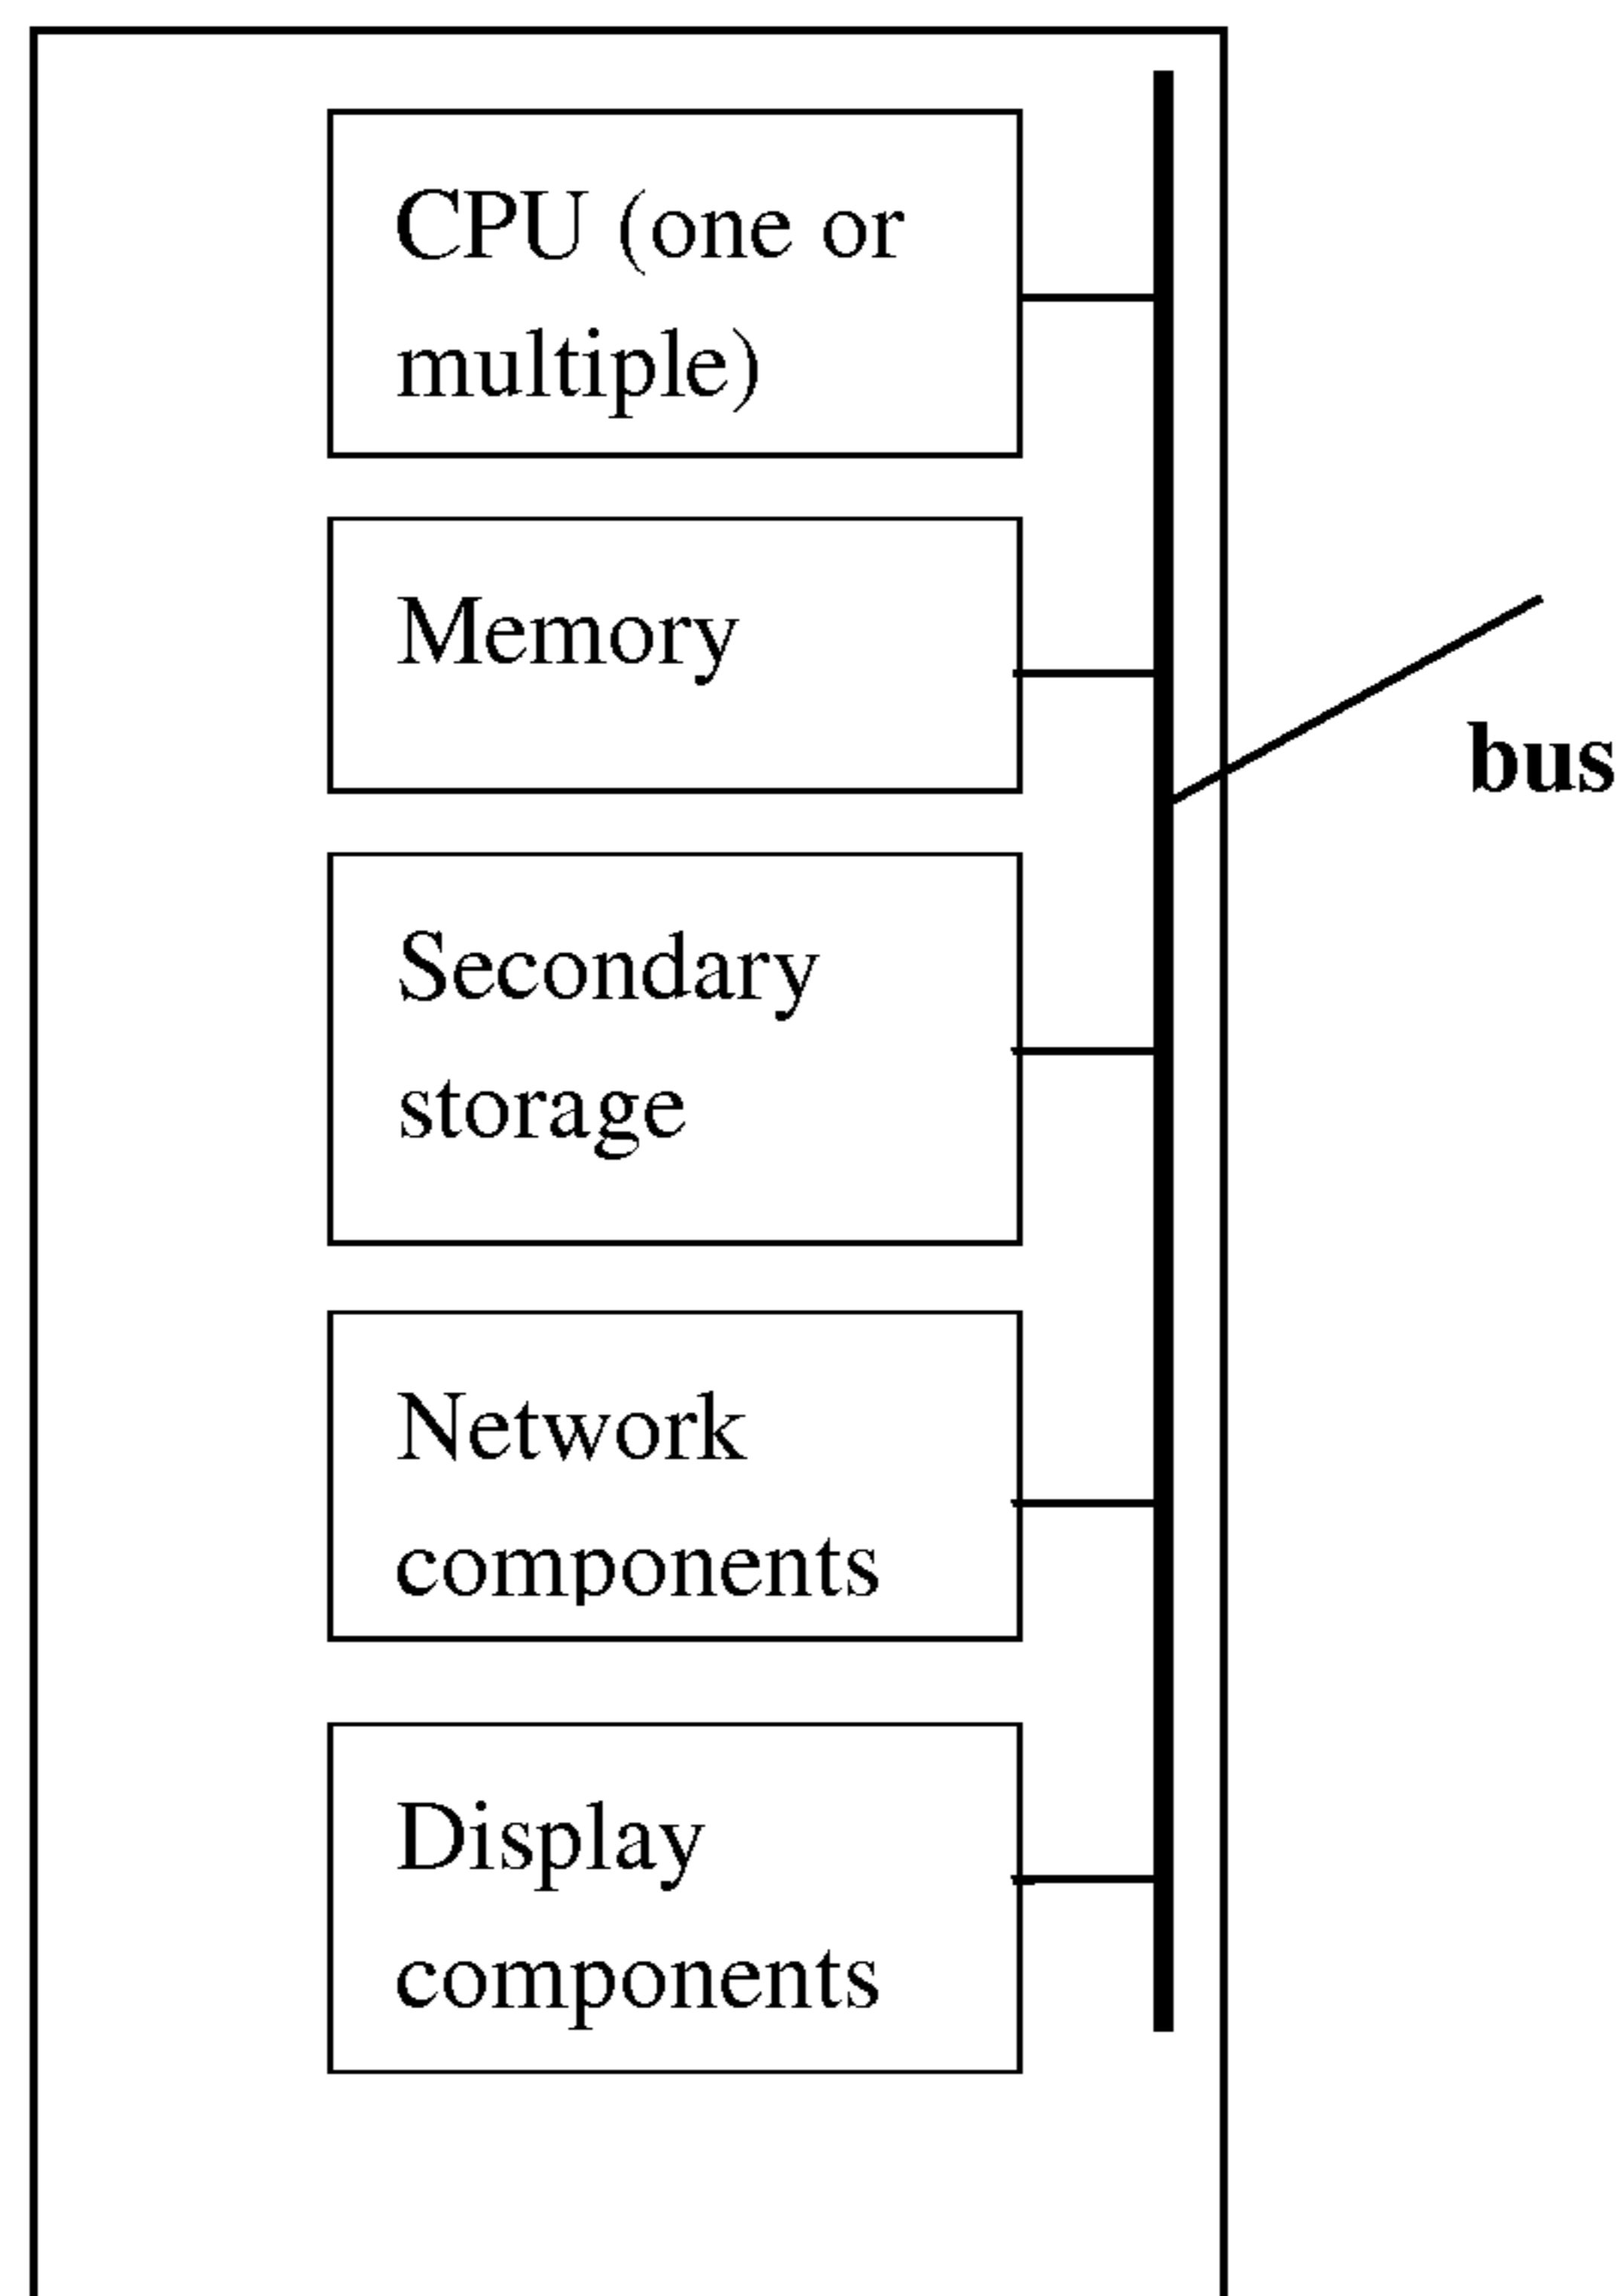 CPU (one or
multiple)
Memory
bus
Secondary
storage
Network
components
Display
components